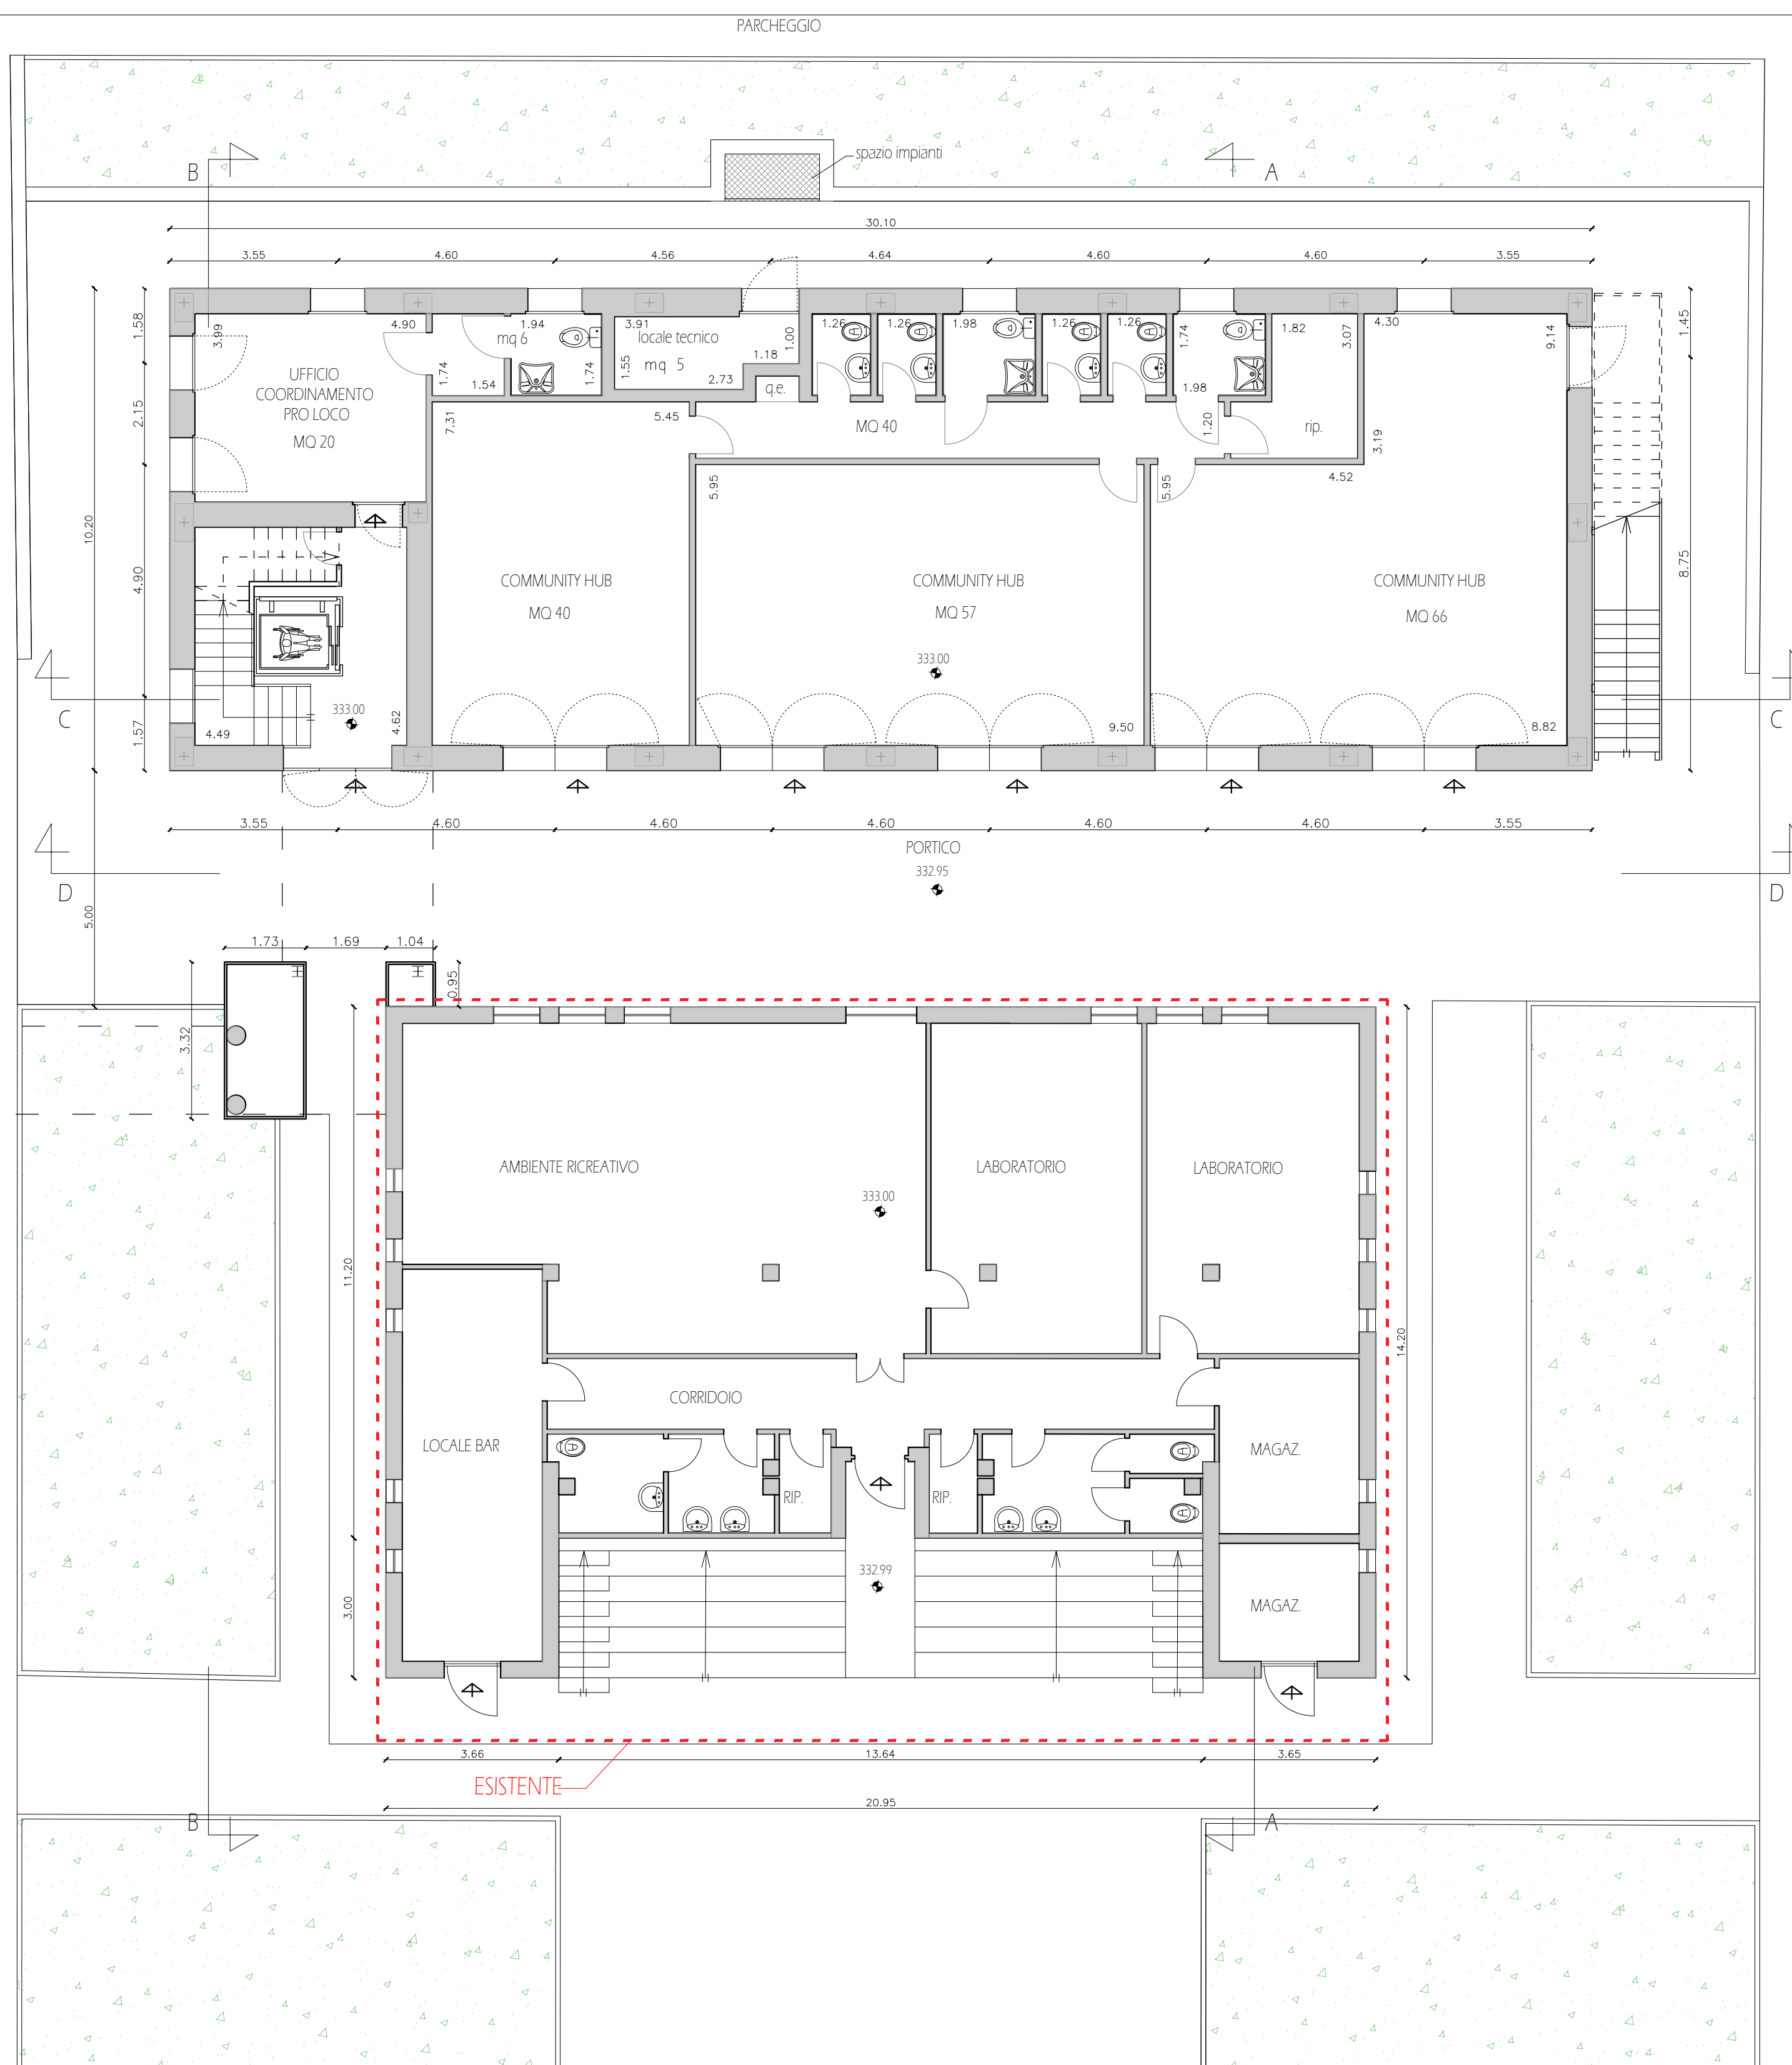 PARCHEGGIO
spazio impianti
B
A
30.10
3.55
4.60
4.56
4.64
4.60
4.60
3.55
1.58
2.15
4.90
1.57
10.20
5.00
3.99
4.90
1.94
mq 6
1.74
1.54
1.74
3.91
locale tecnico
mq 5
1.55
1.18
1.00
2.73
q.e.
1.26
1.26
1.98
1.26
1.26
1.74
1.98
1.82
3.07
4.30
9.14
1.45
8.75
UFFICIO
COORDINAMENTO
PRO LOCO
MQ 20
7.31
5.45
MQ 40
1.20
rip.
3.19
4.52
5.95
5.95
COMMUNITY HUB
MQ 40
COMMUNITY HUB
MQ 57
COMMUNITY HUB
MQ 66
333.00
333.00
4.49
4.62
9.50
8.82
C
C
3.55
4.60
4.60
4.60
4.60
4.60
3.55
PORTICO
332.95
D
D
1.73
1.69
1.04
0.95
3.32
AMBIENTE RICREATIVO
LABORATORIO
LABORATORIO
333.00
11.20
14.20
CORRIDOIO
LOCALE BAR
MAGAZ.
RIP.
RIP.
332.99
3.00
MAGAZ.
3.66
13.64
3.65
ESISTENTE
20.95
B
A